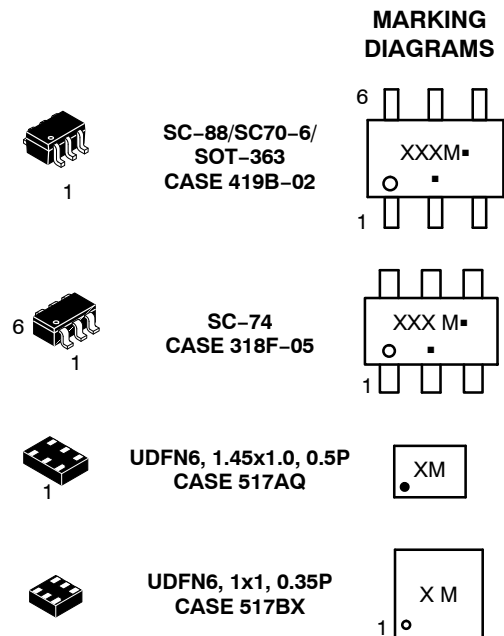 MARKING
DIAGRAMS
1
SC−88/SC70−6/
SOT−363
CASE 419B−02
6
XXXM▪
▪
1
6
1
SC−74
CASE 318F−05
XXX M▪
▪
1
1
UDFN6, 1.45x1.0, 0.5P
CASE 517AQ
XM
UDFN6, 1x1, 0.35P
CASE 517BX
X M
1